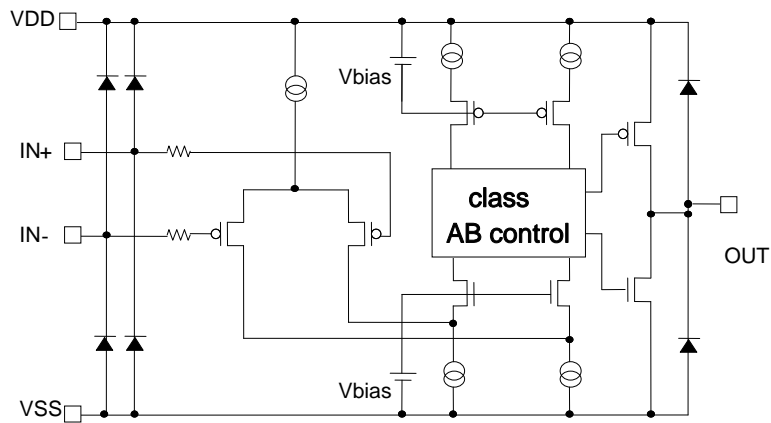 VDD
Vbias
IN+
class
AB control
IN-
OUT
Vbias
VSS